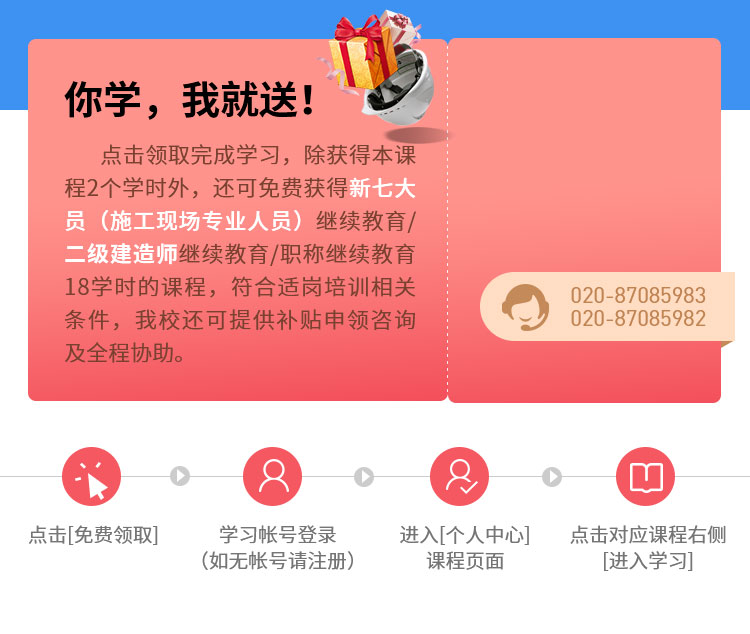 你学，我就送！
点击领取完成学习，除获得本课
程2个学时外，还可免费获得新七大
员（施工现场专业人员）继续教育/
二级建造师继续教育/职称继续教育
18学时的课程，符合适岗培训相关
条件，我校还可提供补贴申领咨询
及全程协助。
020-87085983
020-87085982
点击[免费领取]
学习帐号登录
（如无帐号请注册）
进入[个人中心]
课程页面
点击对应课程右侧
[进入学习]